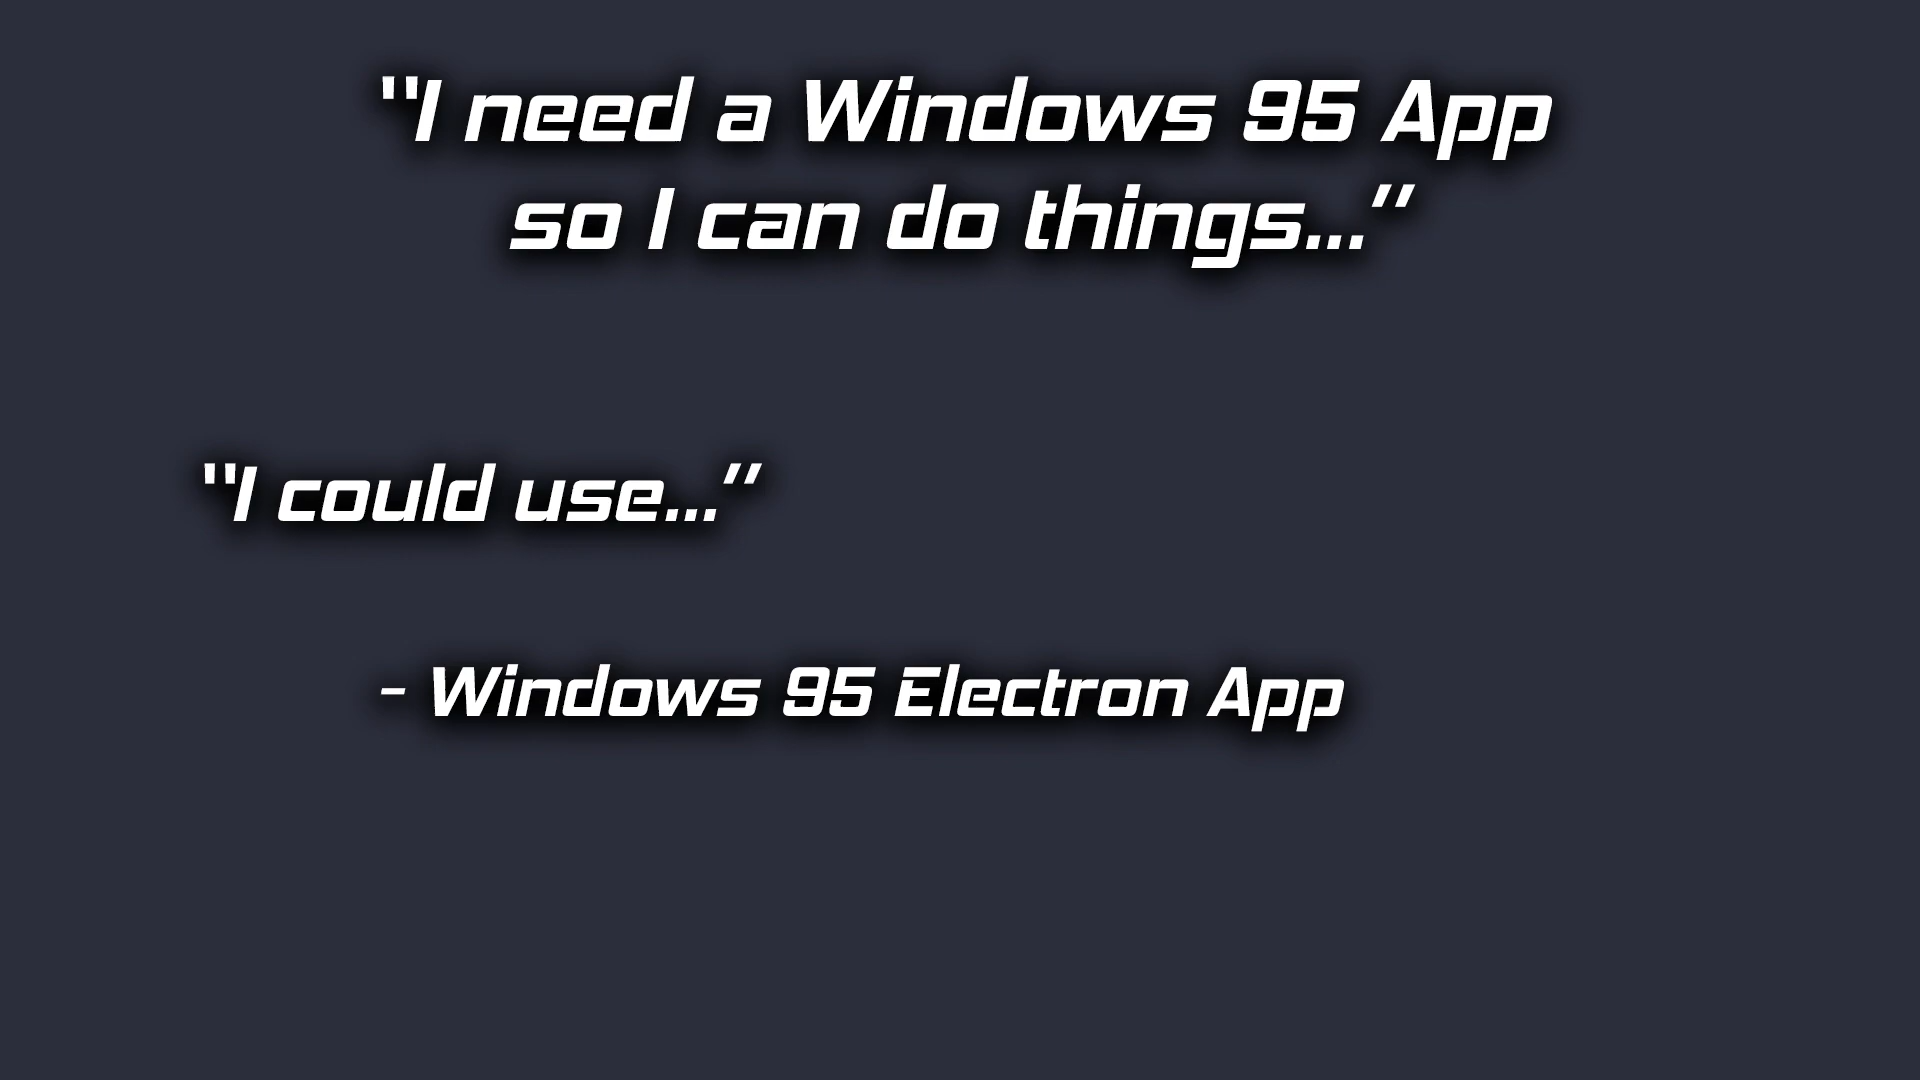 "I need a Windows 95 App
so I can do things..."
"I could use..."
- Windows 95 Electron App